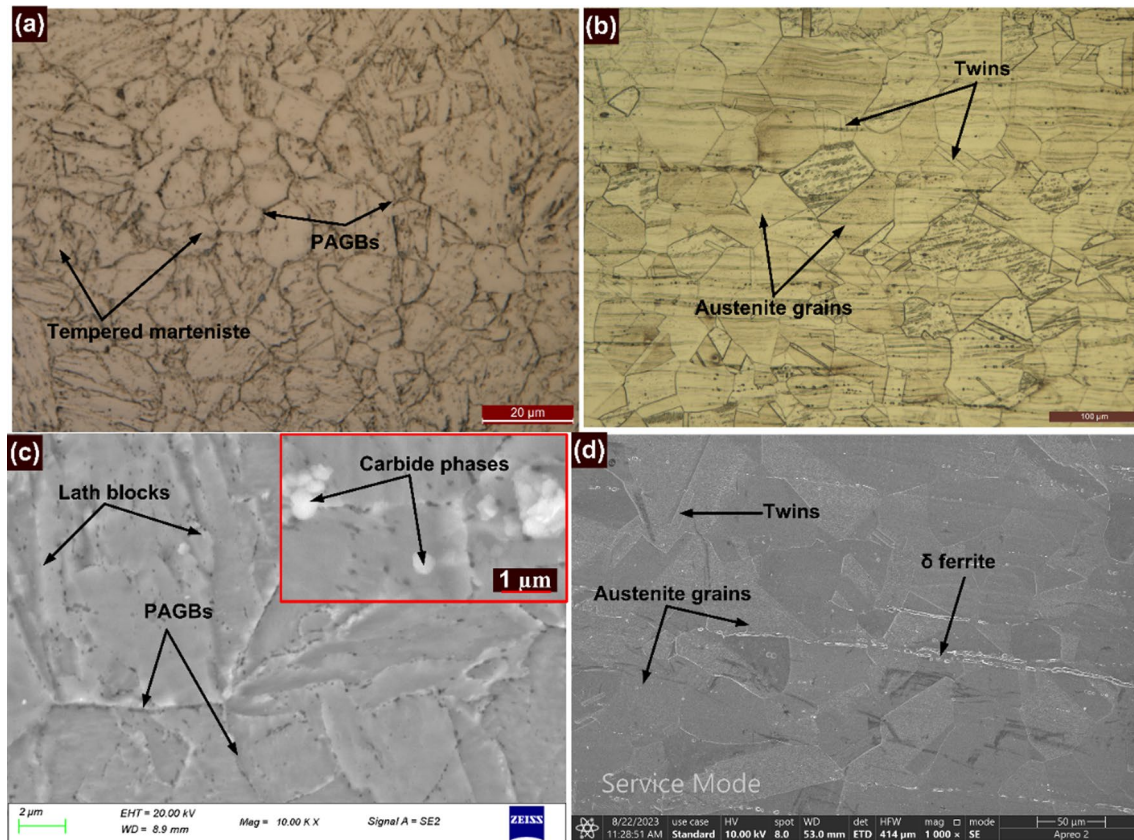 (a)
PAGBs
Tempered marteniste
20 µm
(b)
Twins
Austenite grains
100 µm
(c)
Lath blocks
Carbide phases
1 µm
PAGBs
2 µm
EHT = 20.00 kV
WD = 8.9 mm
Mag = 10.00 K X
Signal A = SE2
ZEISS
(d)
Twins
δ ferrite
Austenite grains
Service Mode
8/22/2023
11:28:51 AM
use case
Standard
HV
10.00 kV
spot
8.0
WD
53.0 mm
det
ETD
HFW
414 µm
mag
1 000 x
mode
SE
50 µm
Apreo 2